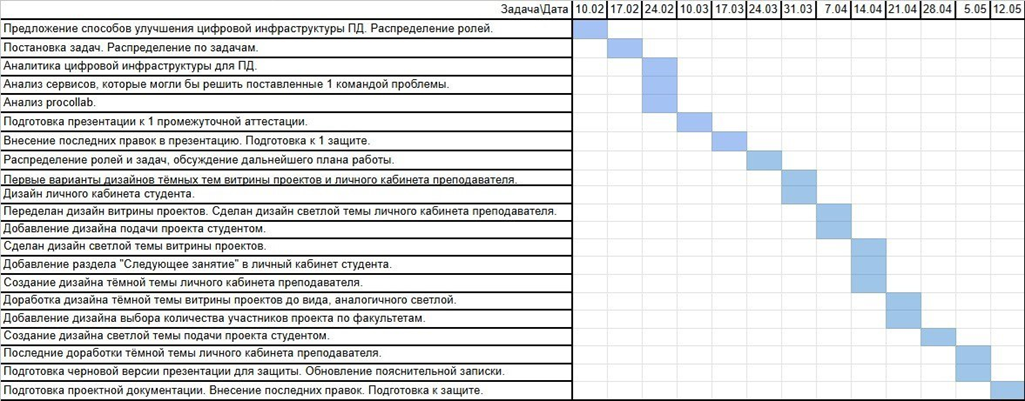 Задача\Дата 10.02 17.02 24.02 10.03 17.03 24.03 31.03 7.04 14.04 21.04 28.04 5.05 12.05
Предложение способов улучшения цифровой инфраструктуры ПД. Распределение ролей.
Постановка задач. Распределение по задачам.
Аналитика цифровой инфраструктуры для ПД.
Анализ сервисов, которые могли бы решить поставленные 1 командой проблемы.
Анализ procollab.
Подготовка презентации к 1 промежуточной аттестации.
Внесение последних правок в презентацию. Подготовка к 1 защите.
Распределение ролей и задач, обсуждение дальнейшего плана работы.
Первые варианты дизайнов тёмных тем витрины проектов и личного кабинета преподавателя.
Дизайн личного кабинета студента.
Переделан дизайн витрины проектов. Сделан дизайн светлой темы личного кабинета преподавателя.
Добавление дизайна подачи проекта студентом.
Сделан дизайн светлой темы витрины проектов.
Добавление раздела "Следующее занятие" в личный кабинет студента.
Создание дизайна тёмной темы личного кабинета преподавателя.
Доработка дизайна тёмной темы витрины проектов до вида, аналогичного светлой.
Добавление дизайна выбора количества участников проекта по факультетам.
Создание дизайна светлой темы подачи проекта студентом.
Последние доработки тёмной темы личного кабинета преподавателя.
Подготовка черновой версии презентации для защиты. Обновление пояснительной записки.
Подготовка проектной документации. Внесение последних правок. Подготовка к защите.